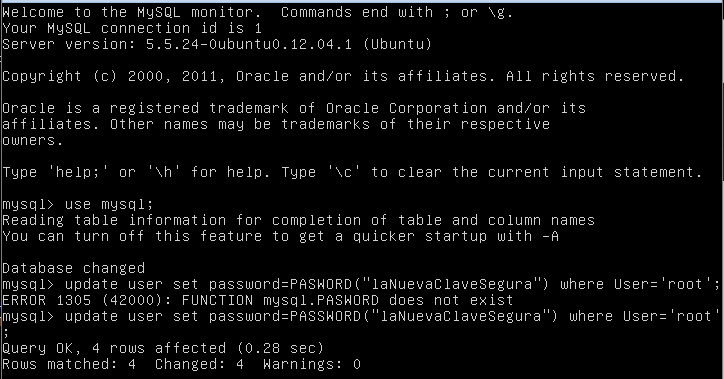 Welcome to the MySQL monitor.  Commands end with ; or \g.
Your MySQL connection id is 1
Server version: 5.5.24-0ubuntu0.12.04.1 (Ubuntu)
Copyright (c) 2000, 2011, Oracle and/or its affiliates. All rights reserved.
Oracle is a registered trademark of Oracle Corporation and/or its
affiliates. Other names may be trademarks of their respective
owners.
Type 'help;' or '\h' for help. Type '\c' to clear the current input statement.
mysql> use mysql;
Reading table information for completion of table and column names
You can turn off this feature to get a quicker startup with -A
Database changed
mysql> update user set password=PASWORD("laNuevaClaveSegura") where User='root';
ERROR 1305 (42000): FUNCTION mysql.PASWORD does not exist
mysql> update user set password=PASSWORD("laNuevaClaveSegura") where User='root'
;
Query OK, 4 rows affected (0.28 sec)
Rows matched: 4  Changed: 4  Warnings: 0